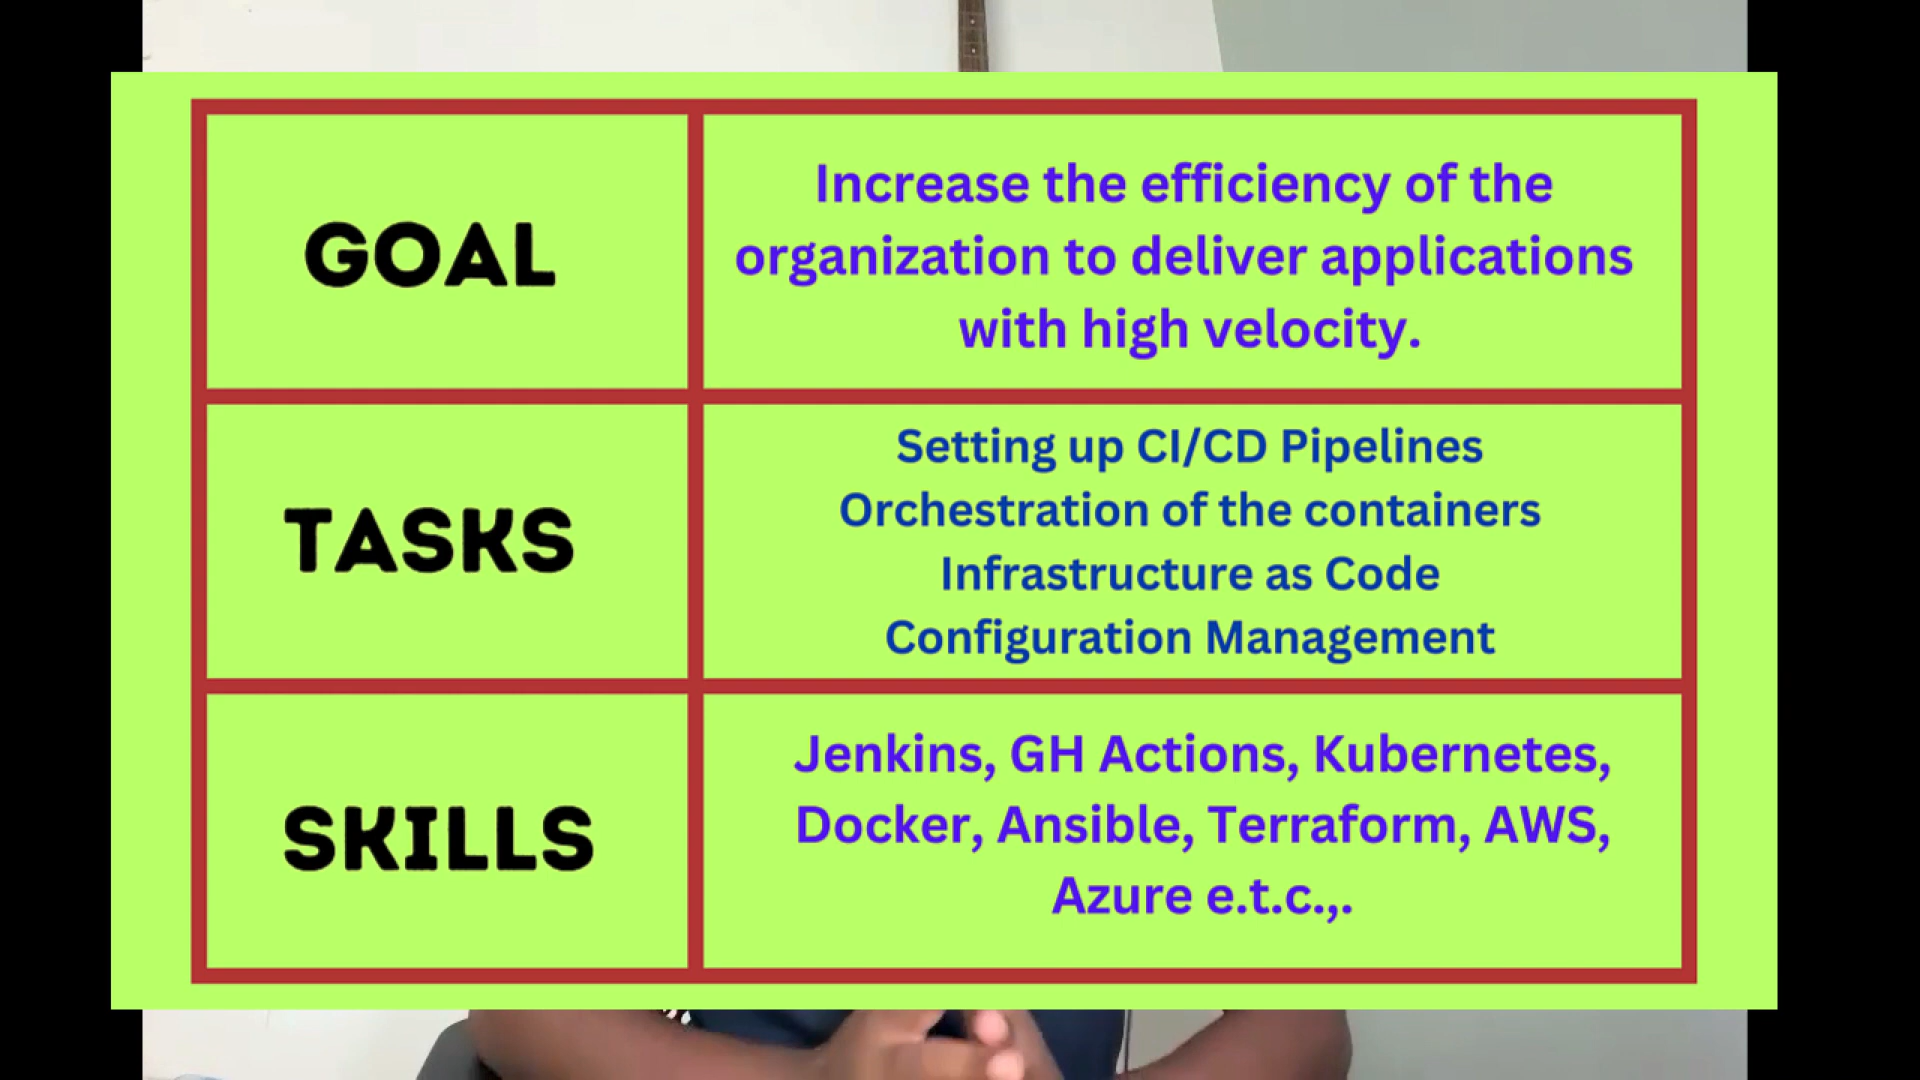 GOAL
Increase the efficiency of the
organization to deliver applications
with high velocity.
TASKS
Setting up CI/CD Pipelines
Orchestration of the containers
Infrastructure as Code
Configuration Management
SKILLS
Jenkins, GH Actions, Kubernetes,
Docker, Ansible, Terraform, AWS,
Azure e.t.c.,.